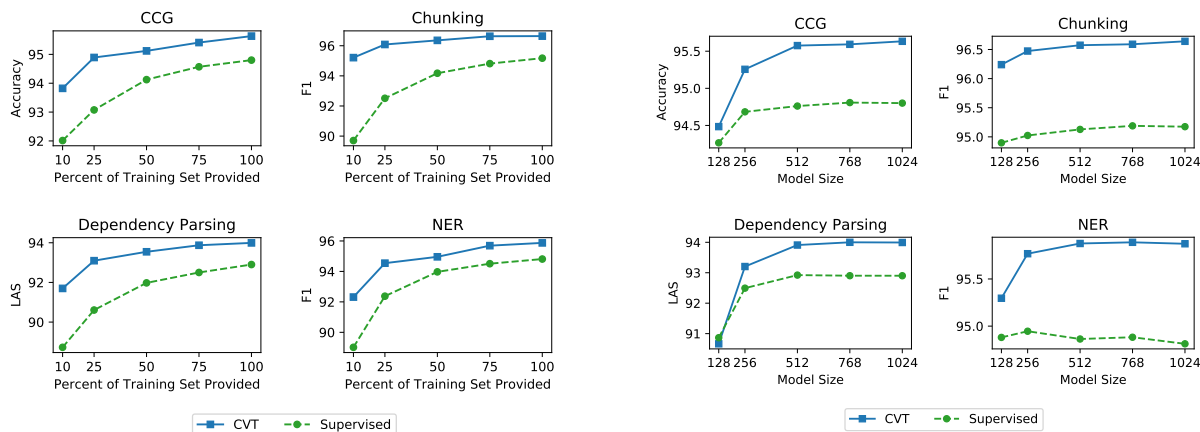 CCG
Accuracy
95
94
93
92
10 25 50 75 100
Percent of Training Set Provided
Chunking
F1
96
94
92
90
10 25 50 75 100
Percent of Training Set Provided
Dependency Parsing
LAS
94
92
90
10 25 50 75 100
Percent of Training Set Provided
NER
F1
96
94
92
90
10 25 50 75 100
Percent of Training Set Provided
CVT Supervised
CCG
Accuracy
95.5
95.0
94.5
128 256 512 768 1024
Model Size
Chunking
F1
96.5
96.0
95.5
95.0
128 256 512 768 1024
Model Size
Dependency Parsing
LAS
94
93
92
91
128 256 512 768 1024
Model Size
NER
F1
95.5
95.0
128 256 512 768 1024
Model Size
CVT Supervised